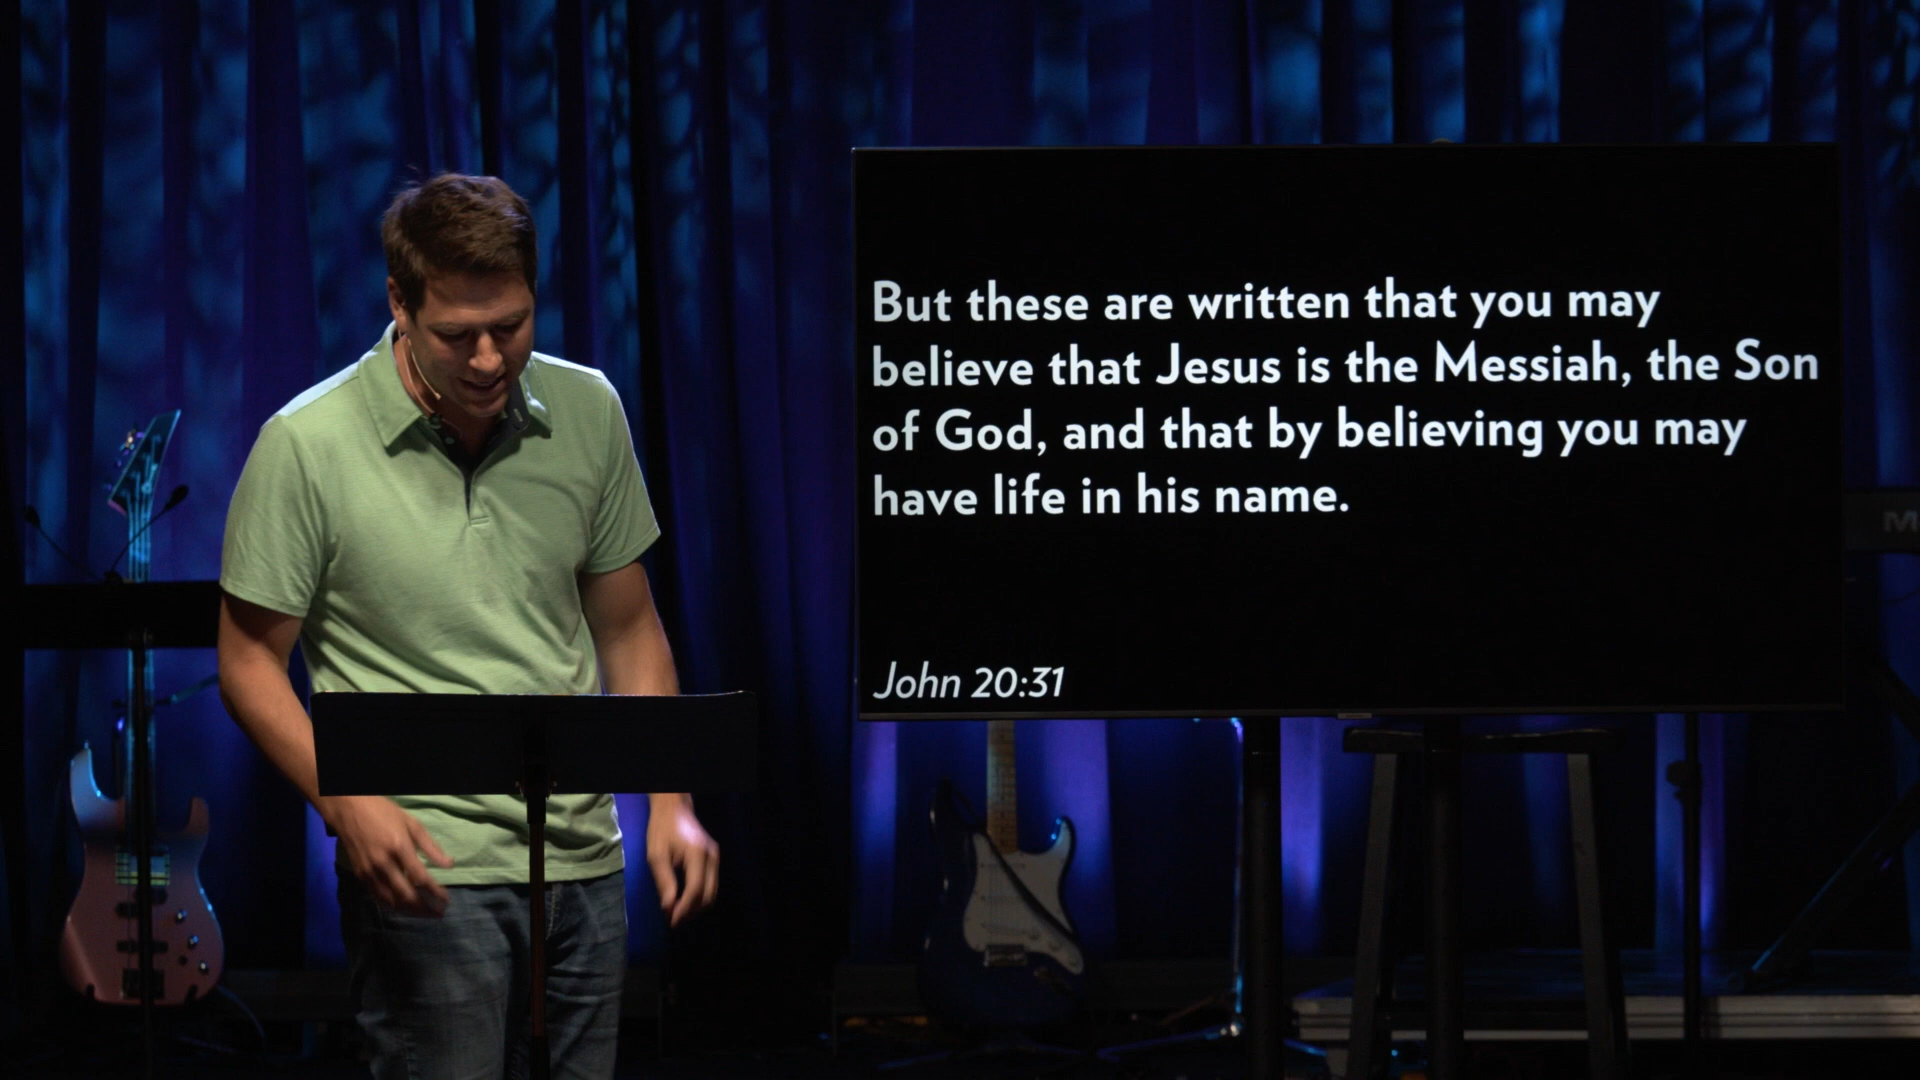 But these are written that you may
believe that Jesus is the Messiah, the Son
of God, and that by believing you may
have life in his name.
John 20:31